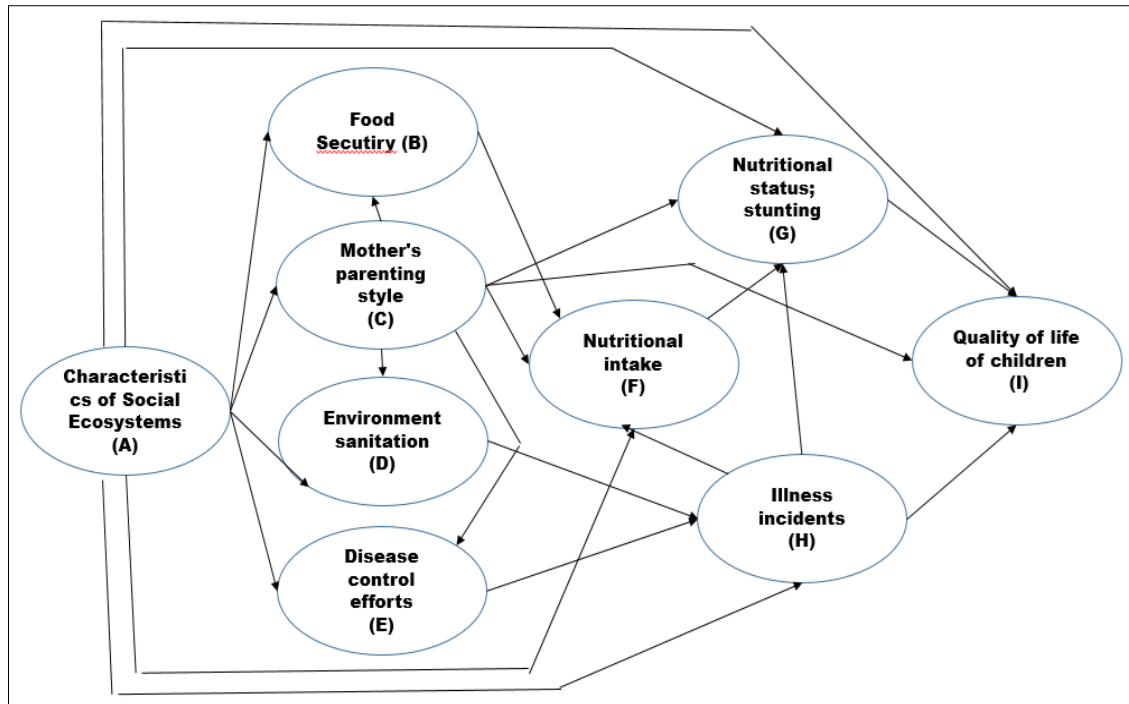 Food
Secutiry (B)
Nutritional
status;
stunting
(G)
Mother's
parenting
style
(C)
Nutritional
intake
(F)
Quality of life
of children
(I)
Characteristi
cs of Social
Ecosystems
(A)
Environment
sanitation
(D)
Illness
incidents
(H)
Disease
control
efforts
(E)